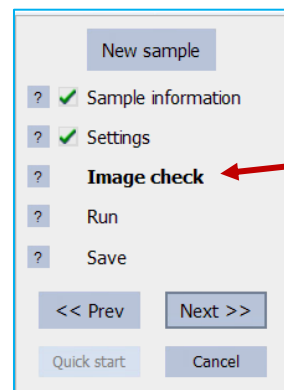 New sample
? Sample information
? Settings
? Image check
? Run
? Save
<< Prev Next >>
Quick start Cancel